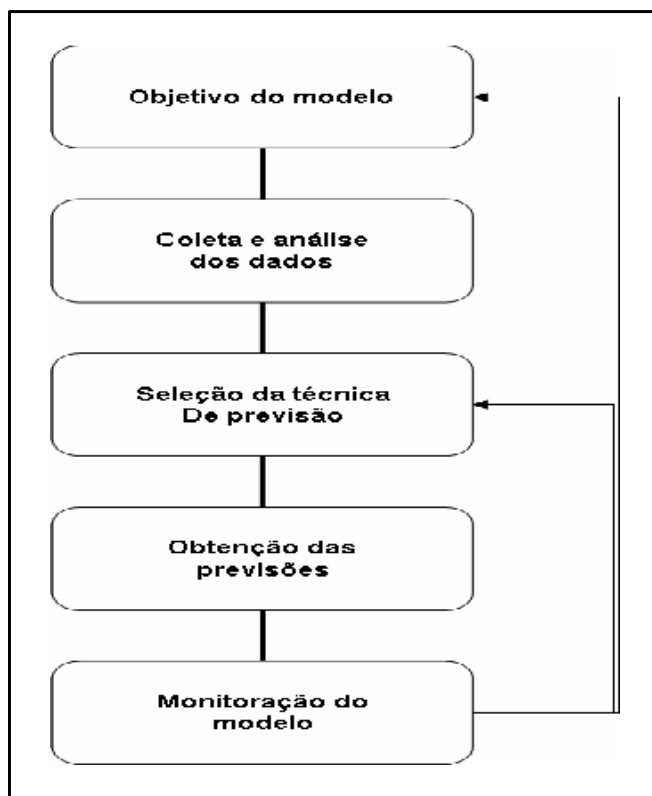 Objetivo do modelo
Coleta e análise
dos dados
Seleção da técnica
De previsão
Obtenção das
previsões
Monitoração do
modelo